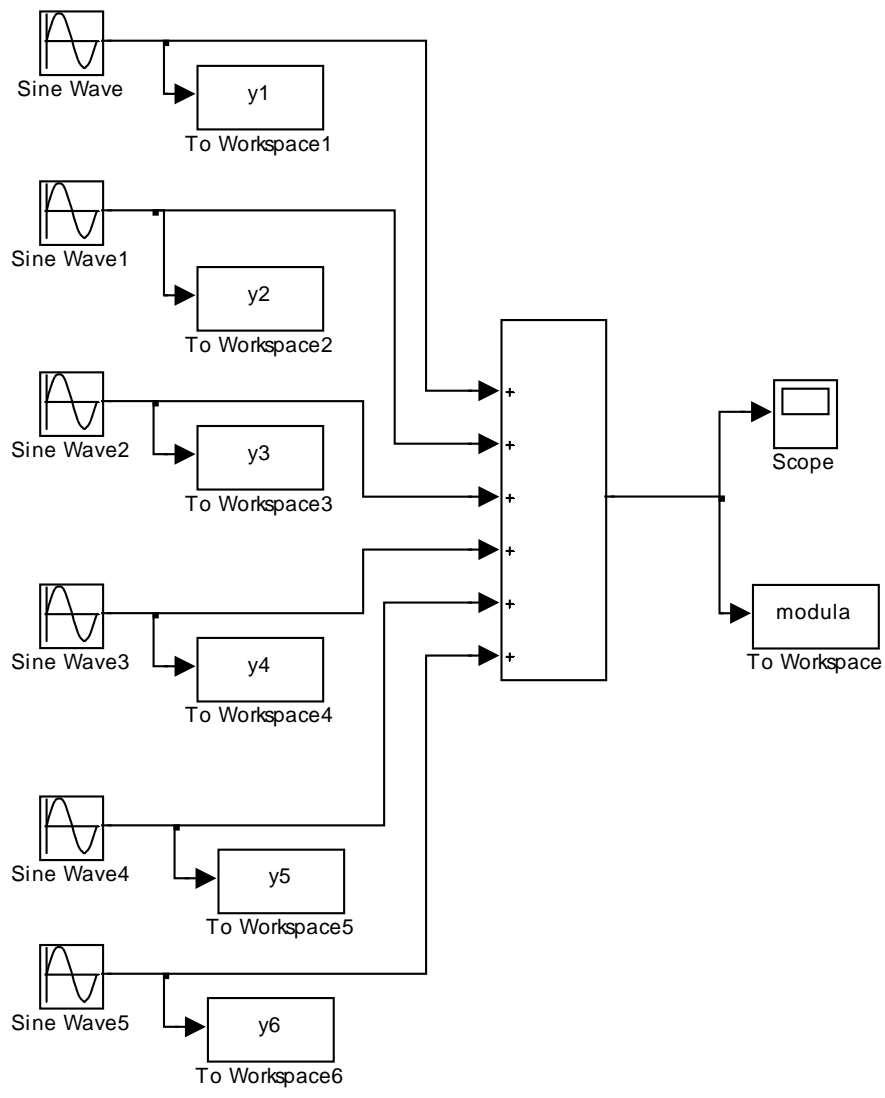 Sine Wave
y1
To Workspace1
Sine Wave1
y2
To Workspace2
Sine Wave2
y3
To Workspace3
+
+
+
+
+
+
Scope
modula
To Workspace
Sine Wave3
y4
To Workspace4
Sine Wave4
y5
To Workspace5
Sine Wave5
y6
To Workspace6